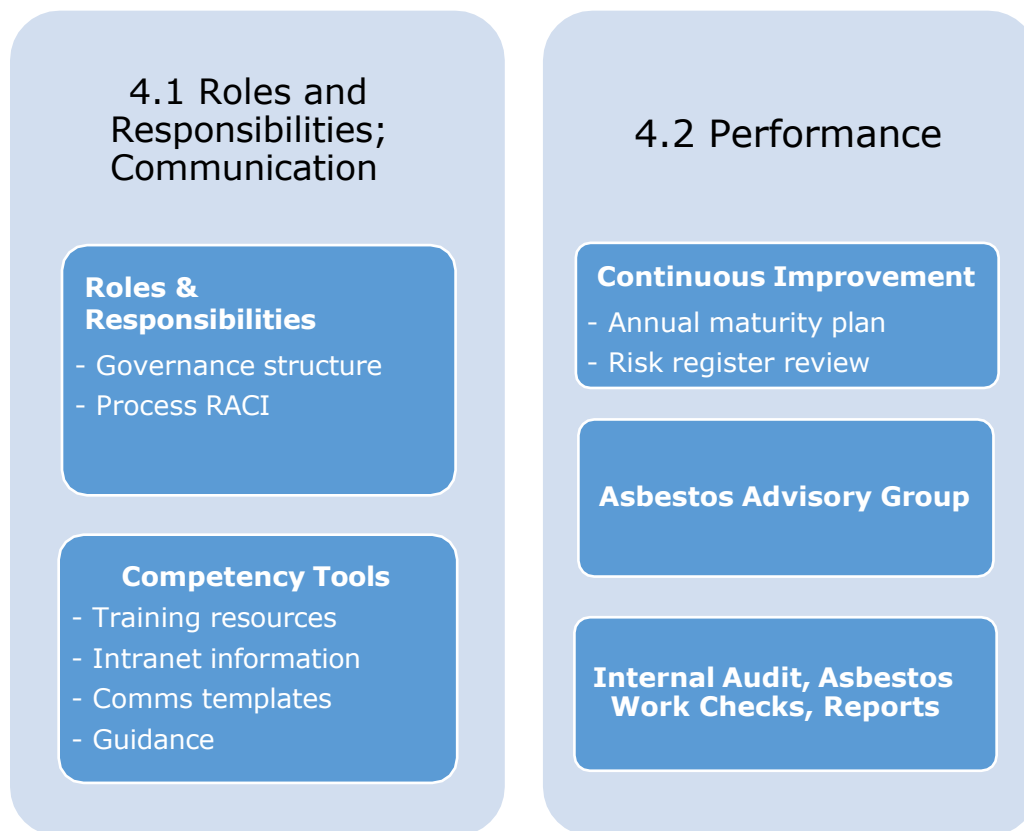 4.1 Roles and
Responsibilities;
Communication
Roles &
Responsibilities
- Governance structure
- Process RACI
Competency Tools
- Training resources
- Intranet information
- Comms templates
- Guidance
4.2 Performance
Continuous Improvement
- Annual maturity plan
- Risk register review
Asbestos Advisory Group
Internal Audit, Asbestos
Work Checks, Reports